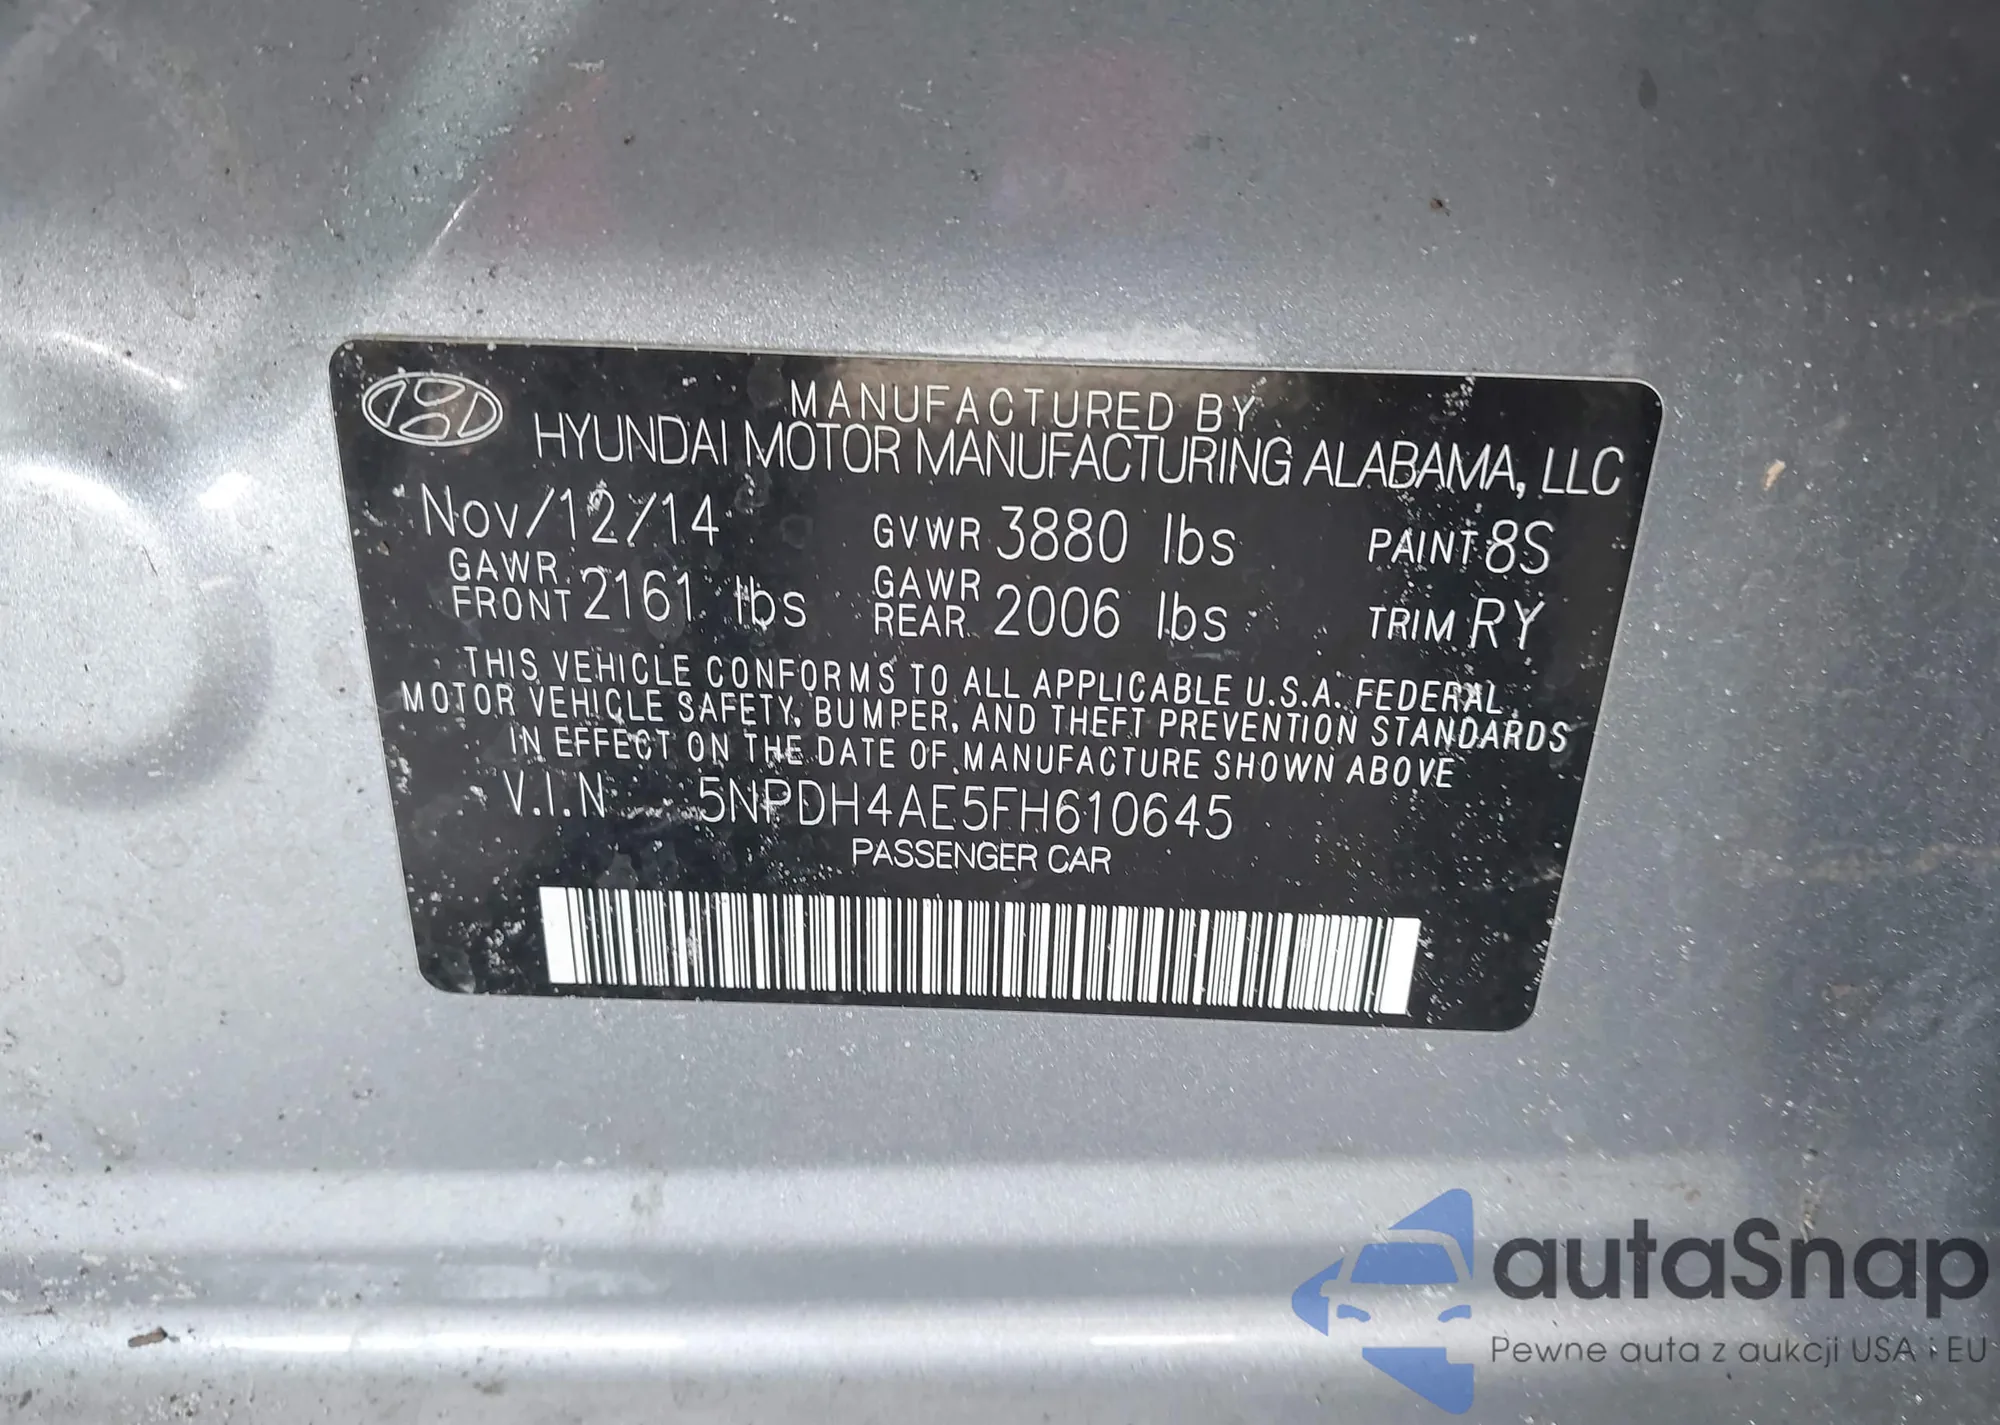 MANUFACTURED BY
HYUNDAI MOTOR MANUFACTURING ALABAMA, LLC
Nov/12/14 GVWR 3880 lbs PAINT 8S
GAWR FRONT 2161 lbs GAWR REAR 2006 lbs TRIM RY
THIS VEHICLE CONFORMS TO ALL APPLICABLE U.S.A. FEDERAL
MOTOR VEHICLE SAFETY, BUMPER, AND THEFT PREVENTION STANDARDS
IN EFFECT ON THE DATE OF MANUFACTURE SHOWN ABOVE
V.I.N 5NPDH4AE5FH610645
PASSENGER CAR
autaSnap
Pewne auta z aukcji USA i EU